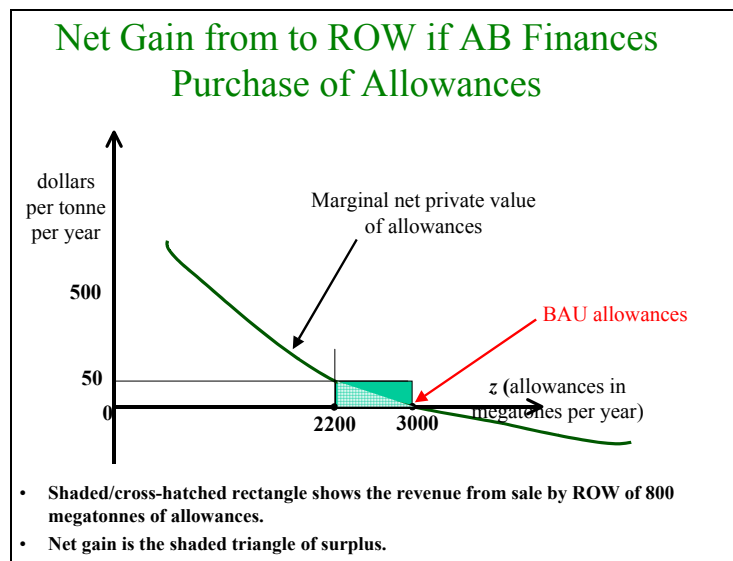 Net Gain from to ROW if AB Finances
Purchase of Allowances
dollars
per tonne
per year
Marginal net private value
of allowances
500
BAU allowances
50
z (allowances in
megatonnes per year)
0
2200
3000
• Shaded/cross-hatched rectangle shows the revenue from sale by ROW of 800
megatonnes of allowances.
• Net gain is the shaded triangle of surplus.